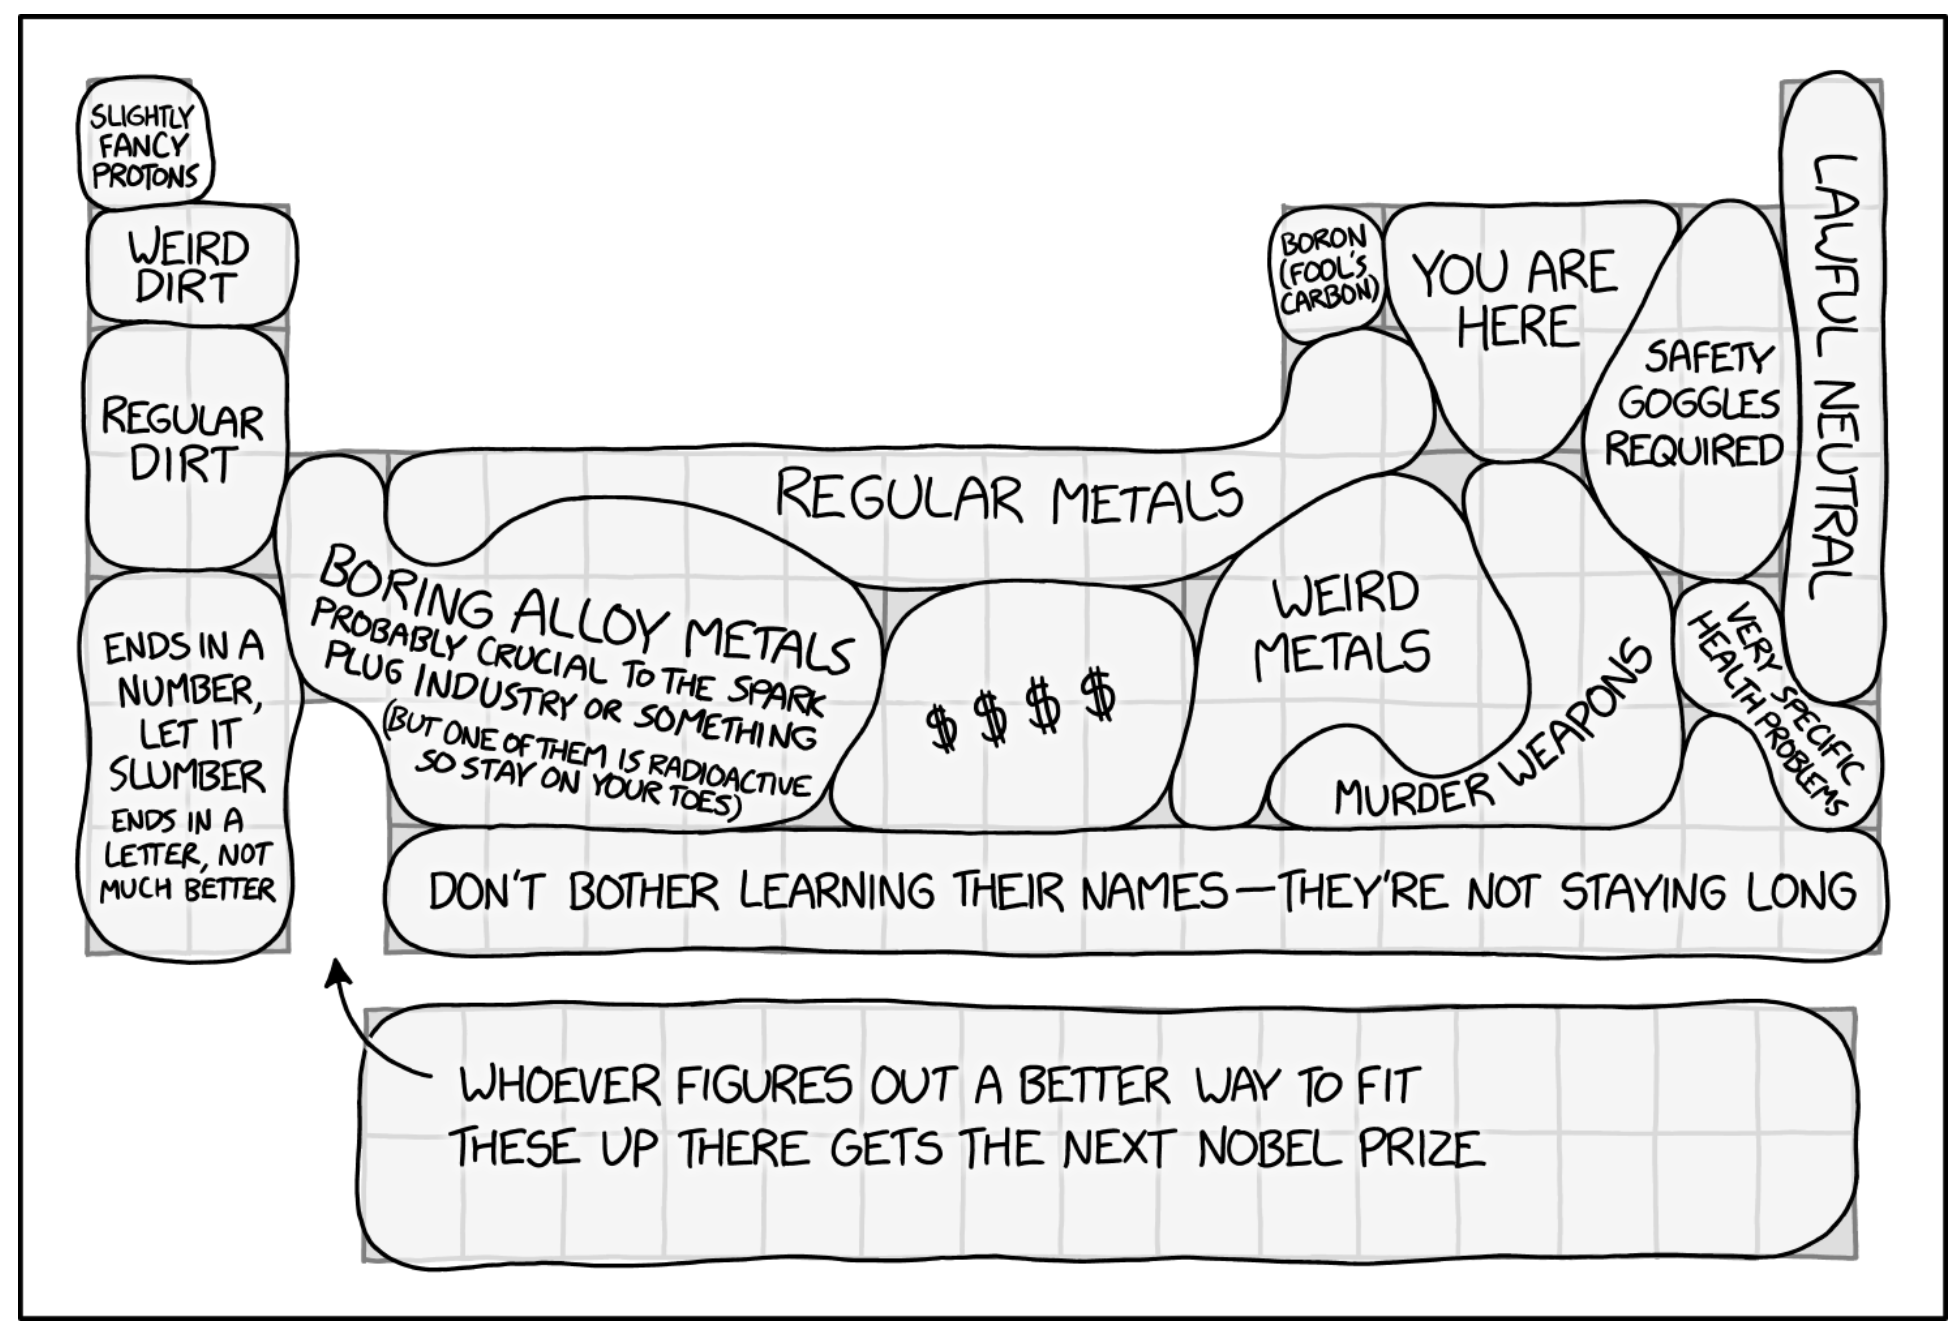 SLIGHTLY
FANCY
PROTONS
WEIRD
DIRT
REGULAR
DIRT
ENDS IN A
NUMBER,
LET IT
SLUMBER
ENDS IN A
LETTER, NOT
MUCH BETTER
BORING ALLOY METALS
PROBABLY CRUCIAL TO THE SPARK
PLUG INDUSTRY OR SOMETHING
(BUT ONE OF THEM IS RADIOACTIVE
SO STAY ON YOUR TOES)
REGULAR METALS
$ $ $ $
BORON
(FOOL'S
CARBON)
YOU ARE
HERE
SAFETY
GOGGLES
REQUIRED
LAWFUL NEUTRAL
WEIRD
METALS
MURDER WEAPONS
VERY SPECIFIC
HEALTH PROBLEMS
DON'T BOTHER LEARNING THEIR NAMES—THEY'RE NOT STAYING LONG
WHOEVER FIGURES OUT A BETTER WAY TO FIT
THESE UP THERE GETS THE NEXT NOBEL PRIZE